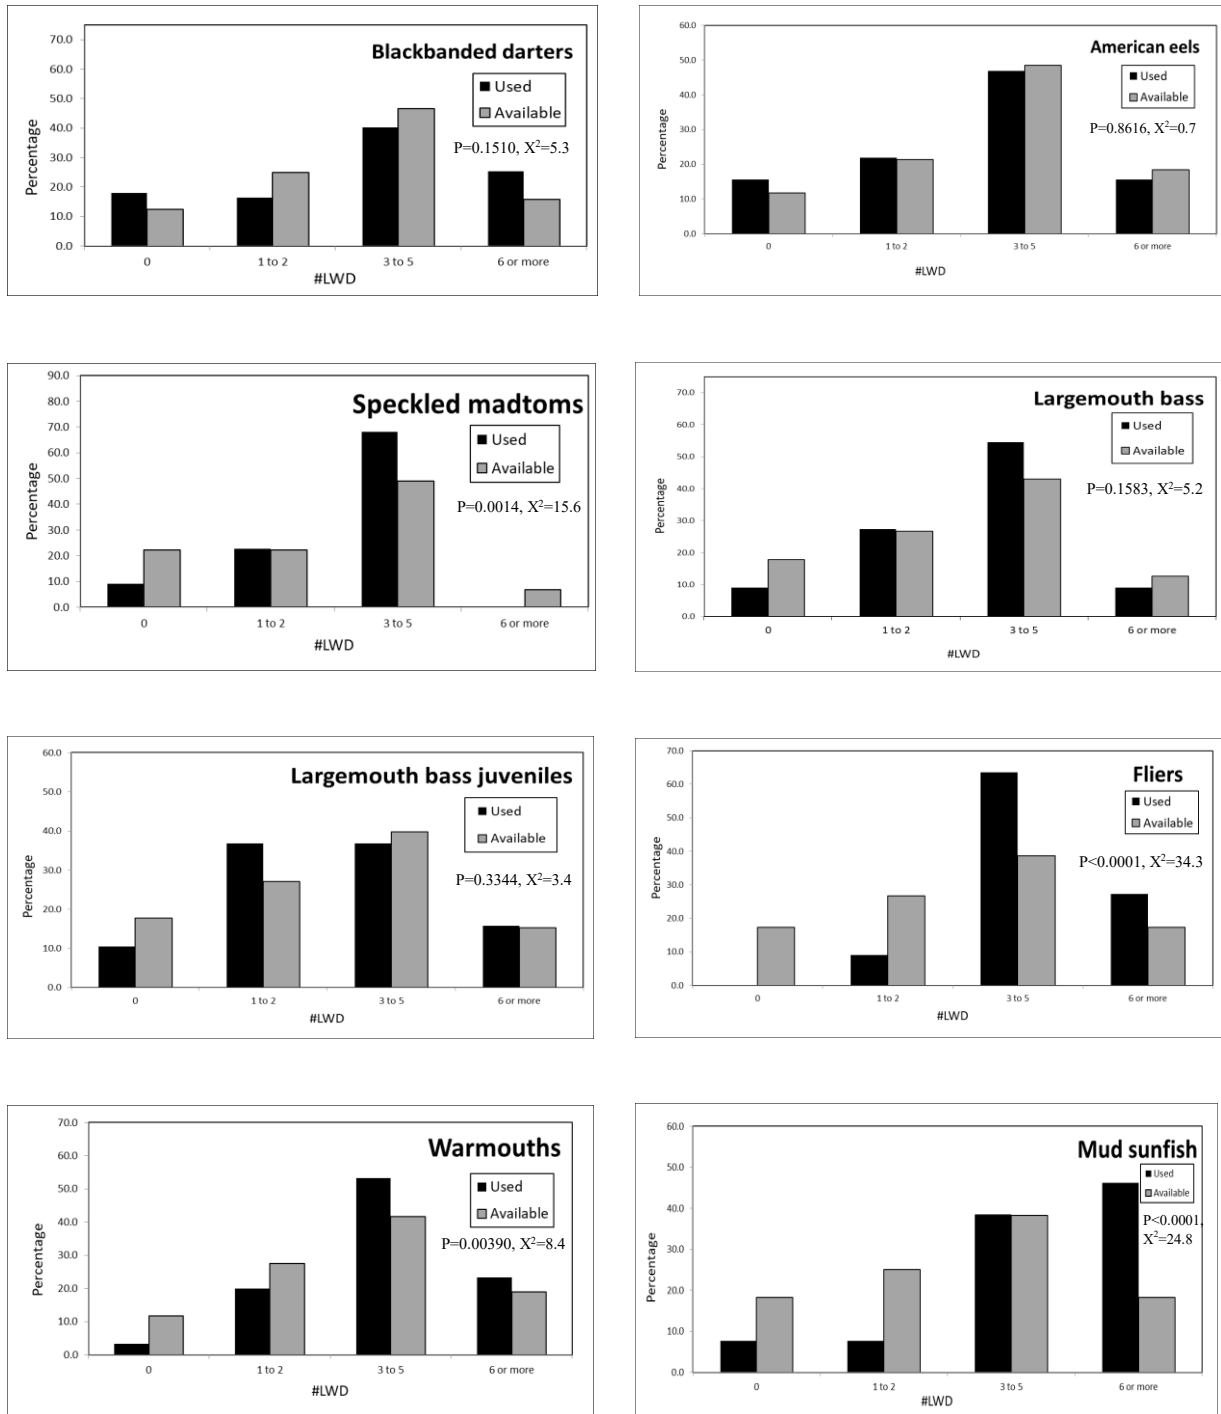 Blackbanded darters
Used
Available
P=0.1510, X²=5.3
Percentage
70.0
60.0
50.0
40.0
30.0
20.0
10.0
0.0
0
1 to 2
3 to 5
6 or more
#LWD
American eels
Used
Available
P=0.8616, X²=0.7
Percentage
60.0
50.0
40.0
30.0
20.0
10.0
0.0
0
1 to 2
3 to 5
6 or more
#LWD
Speckled madtoms
Used
Available
P=0.0014, X²=15.6
Percentage
90.0
80.0
70.0
60.0
50.0
40.0
30.0
20.0
10.0
0.0
0
1 to 2
3 to 5
6 or more
#LWD
Largemouth bass
Used
Available
P=0.1583, X²=5.2
Percentage
70.0
60.0
50.0
40.0
30.0
20.0
10.0
0.0
0
1 to 2
3 to 5
6 or more
#LWD
Largemouth bass juveniles
Used
Available
P=0.3344, X²=3.4
Percentage
60.0
50.0
40.0
30.0
20.0
10.0
0.0
0
1 to 2
3 to 5
6 or more
#LWD
Fliers
Used
Available
P<0.0001, X²=34.3
Percentage
70.0
60.0
50.0
40.0
30.0
20.0
10.0
0.0
0
1 to 2
3 to 5
6 or more
#LWD
Warmouths
Used
Available
P=0.00390, X²=8.4
Percentage
70.0
60.0
50.0
40.0
30.0
20.0
10.0
0.0
0
1 to 2
3 to 5
6 or more
#LWD
Mud sunfish
Used
Available
P<0.0001,
X²=24.8
Percentage
60.0
50.0
40.0
30.0
20.0
10.0
0.0
0
1 to 2
3 to 5
6 or more
#LWD